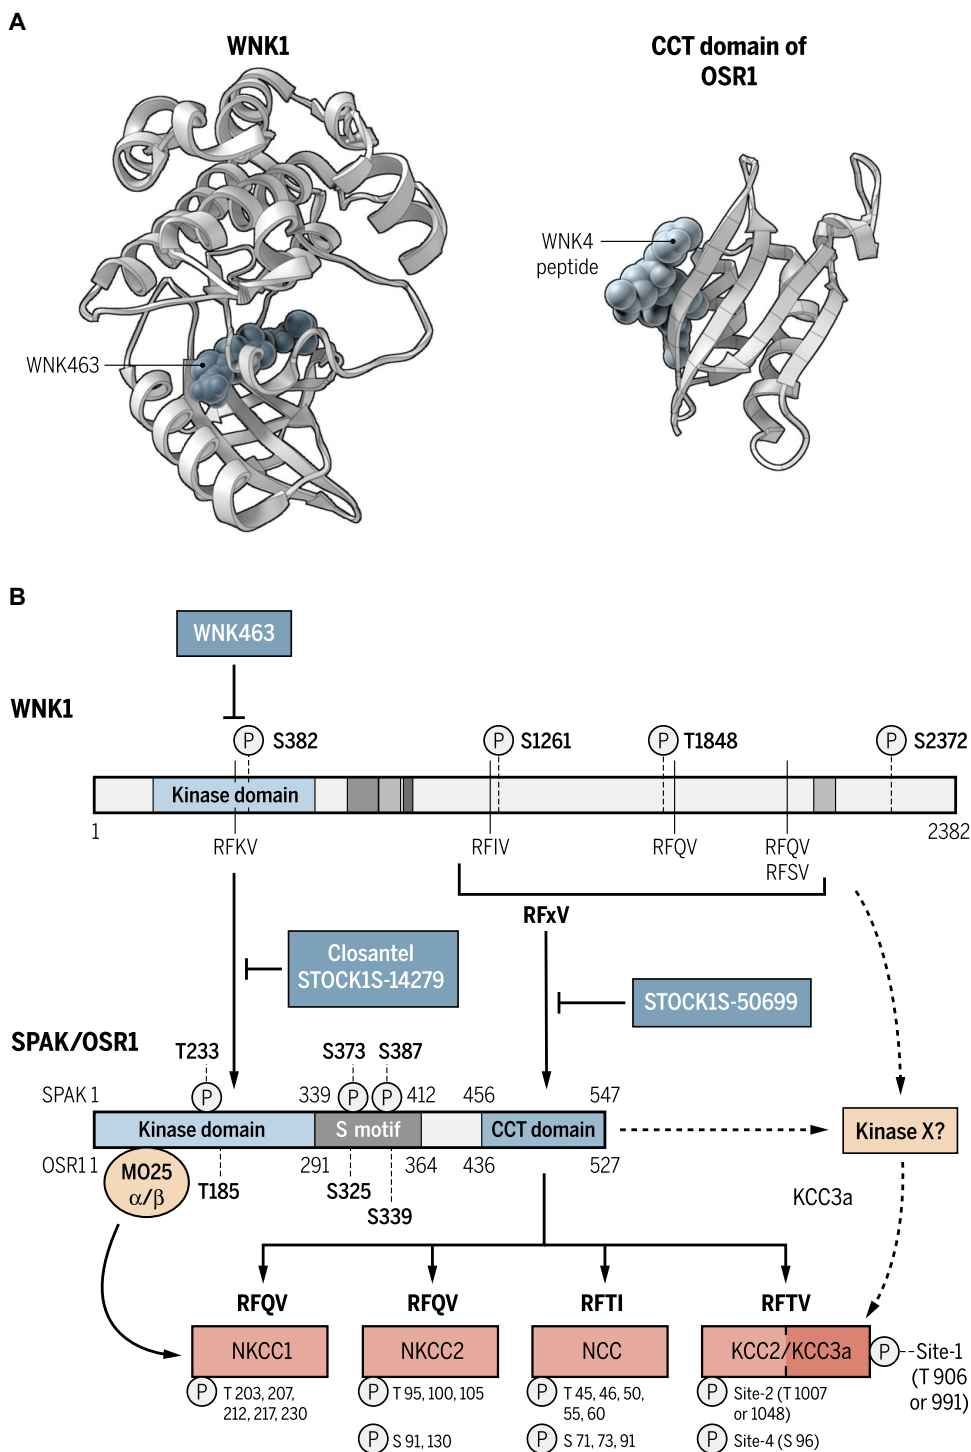 A
WNK1
CCT domain of
OSR1
WNK4
peptide
WNK463
B
WNK463
WNK1
P S382
P S1261
P T1848
P S2372
Kinase domain
1
2382
RFKV
RFIV
RFQV
RFQV
RFSV
RFxV
Closantel
STOCK1S-14279
STOCK1S-50699
SPAK/OSR1
T233
S373
S387
SPAK 1
P
339
P
P
412
456
547
Kinase domain
S motif
CCT domain
Kinase X?
OSR1 1
291
364
436
527
MO25
α/β
T185
S325
S339
KCC3a
RFQV
RFQV
RFTI
RFTV
NKCC1
NKCC2
NCC
KCC2/KCC3a
P
Site-1
(T 906
or 991)
P T 203, 207,
212, 217, 230
P T 95, 100, 105
P S 91, 130
P T 45, 46, 50,
55, 60
P S 71, 73, 91
P Site-2 (T 1007
or 1048)
P Site-4 (S 96)